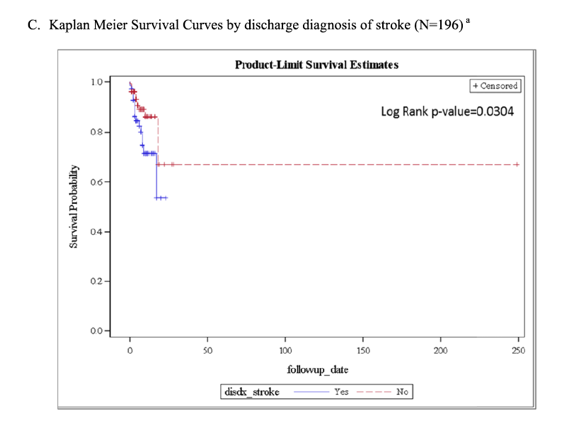 C. Kaplan Meier Survival Curves by discharge diagnosis of stroke (N=196) a
Product-Limit Survival Estimates
+ Censored
Log Rank p-value=0.0304
1.0
0.8
0.6
0.4
0.2
0.0
Survival Probability
0 50 100 150 200 250
followup_date
disdx_stroke Yes No